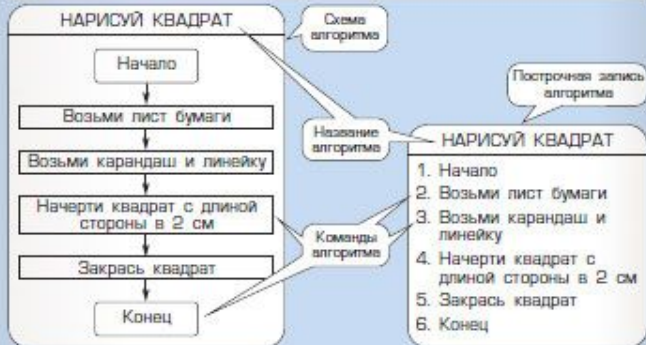 НАРИСУЙ КВАДРАТ
Начало
Возьми лист бумаги
Возьми карандаш и линейку
Начерти квадрат с длиной
стороны в 2 см
Закрась квадрат
Конец
Схема
алгоритма
Название
алгоритма
Команды
алгоритма
Построчная запись
алгоритма
НАРИСУЙ КВАДРАТ
1. Начало
2. Возьми лист бумаги
3. Возьми карандаш и
линейку
4. Начерти квадрат с
длиной стороны в 2 см
5. Закрась квадрат
6. Конец